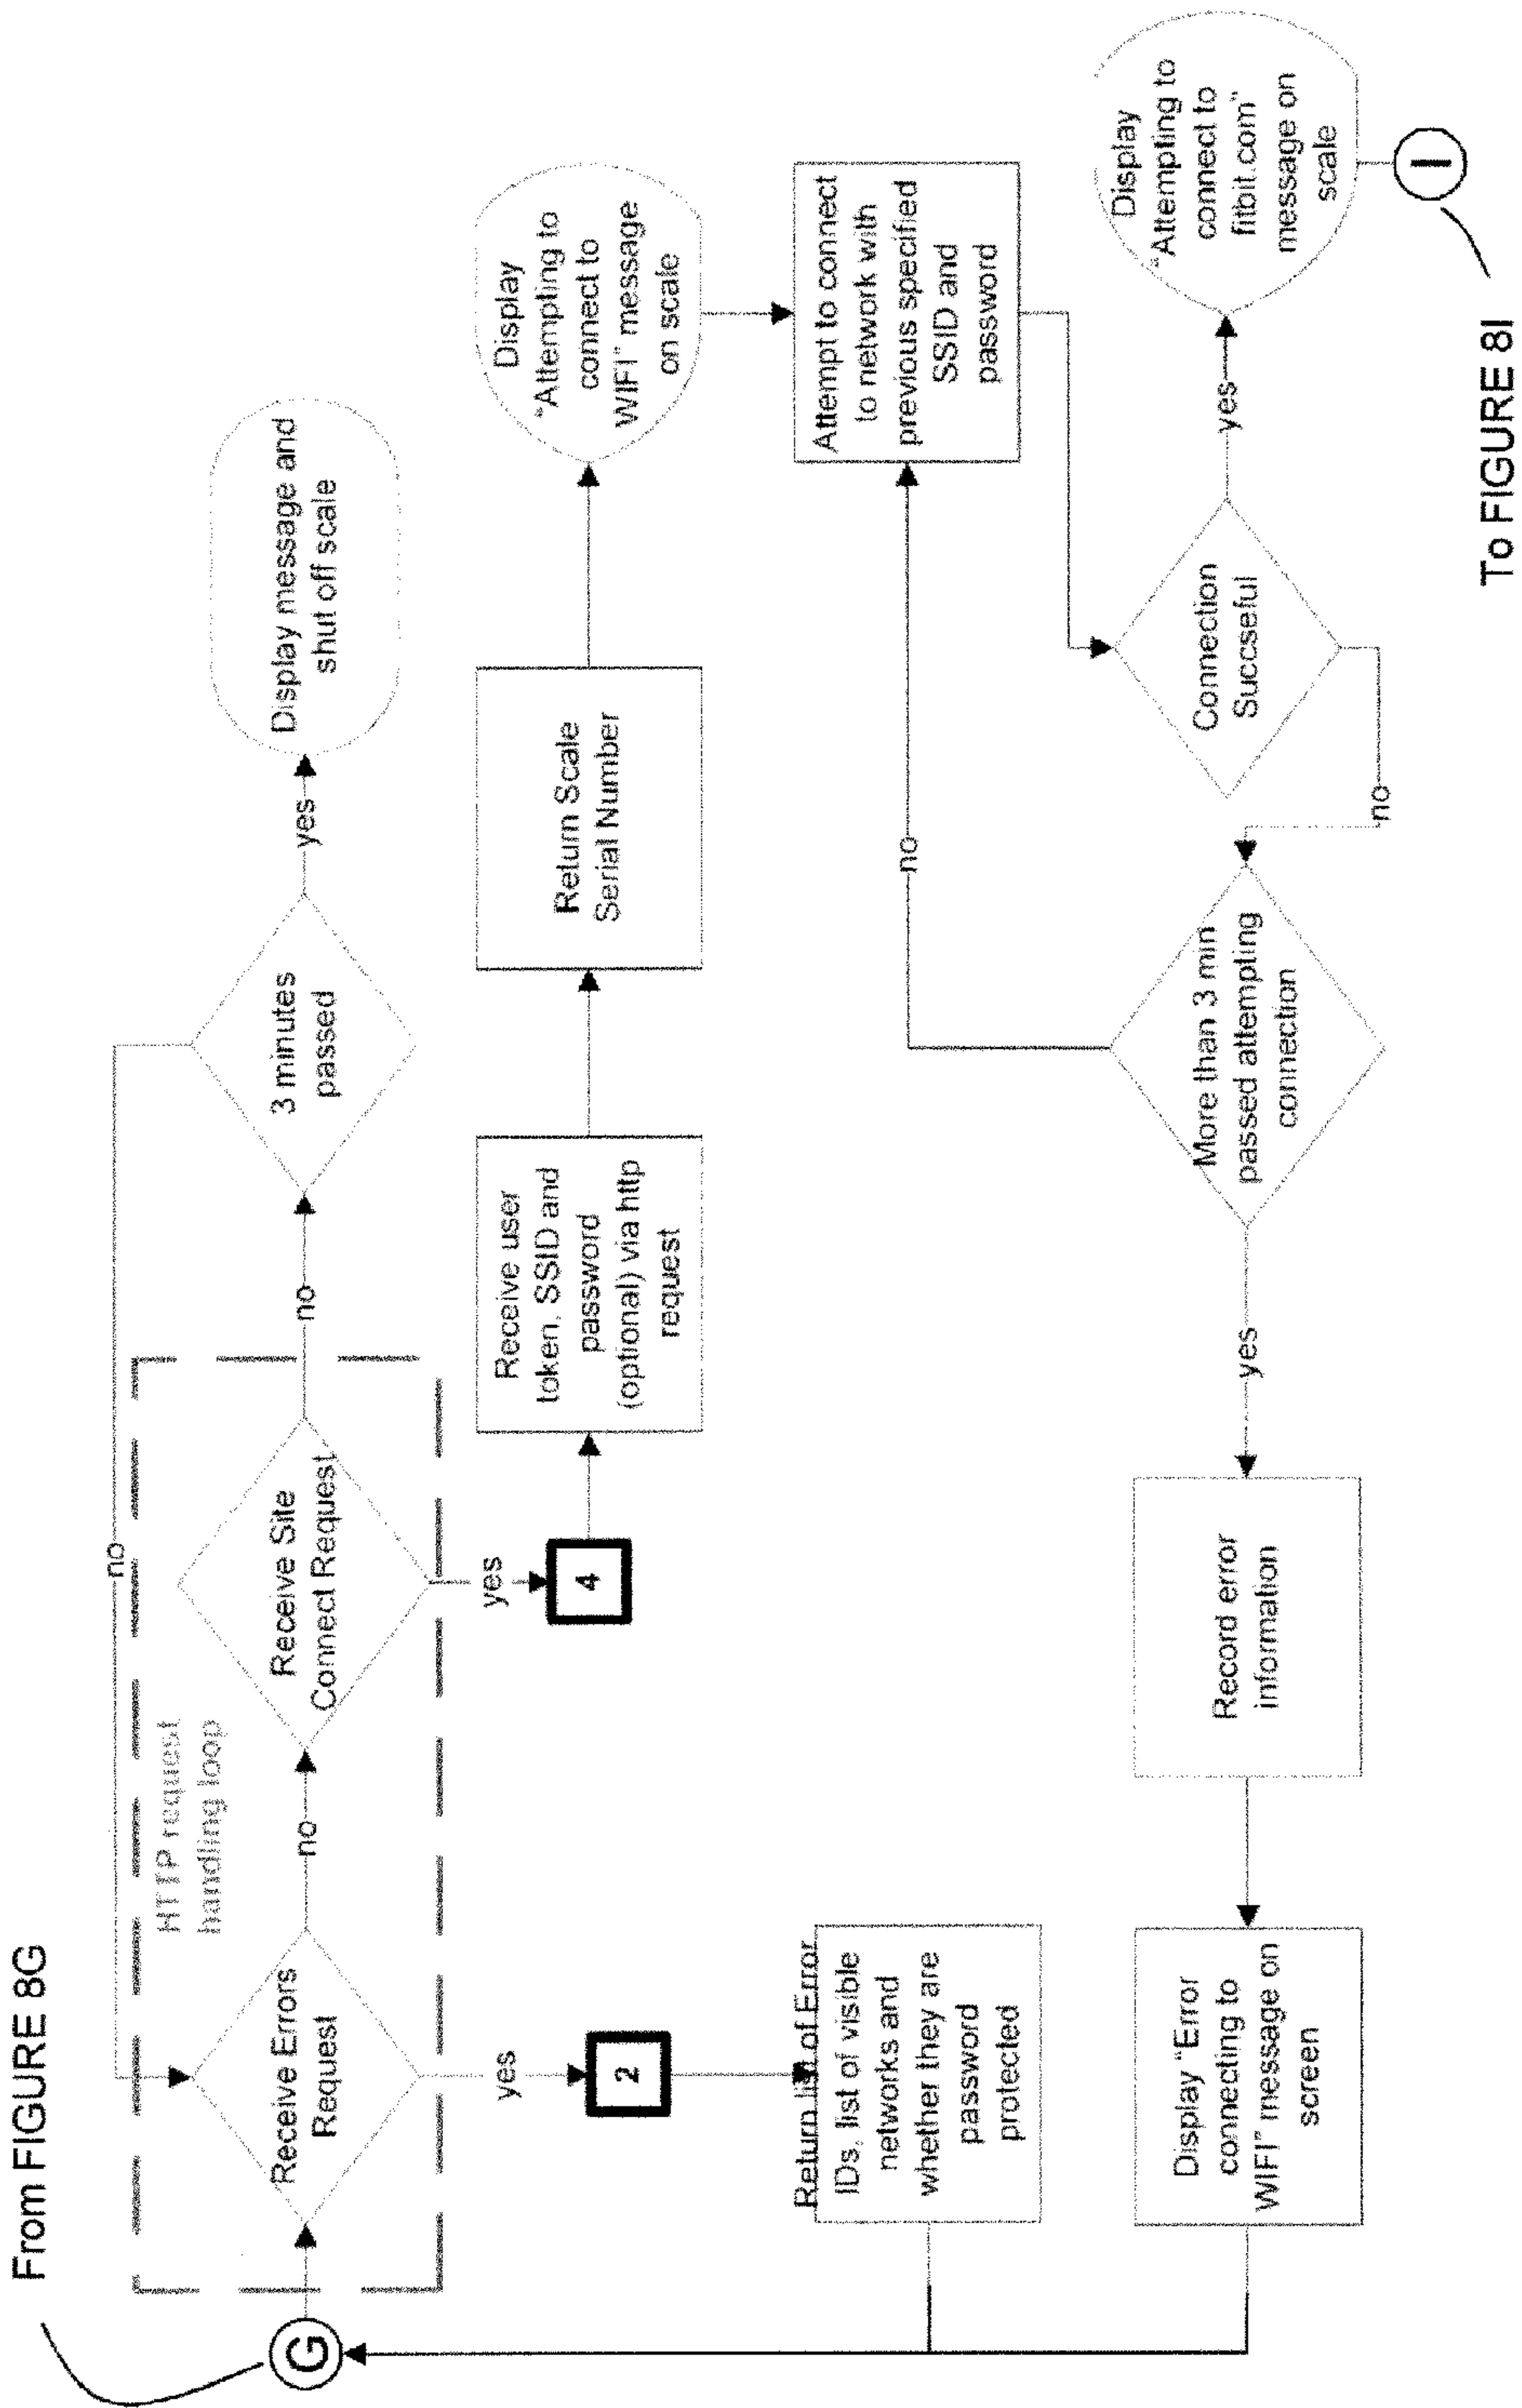 From FIGURE 8G
G
HTTP request
handling loop
Receive Errors
Request
no
Receive Site
Connect Request
no
3 minutes
passed
no
yes
Display message and
shut off scale
yes
2
Return list of Error
IDs, list of visible
networks and
whether they are
password
protected
yes
4
Receive user
token, SSID and
password
(optional) via http
request
Return Scale
Serial Number
Display
"Attempting to
connect to
WIFI" message
on scale
Attempt to connect
to network with
previous specified
SSID and
password
Connection
Succseful
yes
Display
"Attempting to
connect to
fitbit.com"
message on
scale
I
To FIGURE 8I
no
More than 3 min
passed attempting
connection
no
yes
Record error
information
Display "Error
connecting to
WIFI" message on
screen